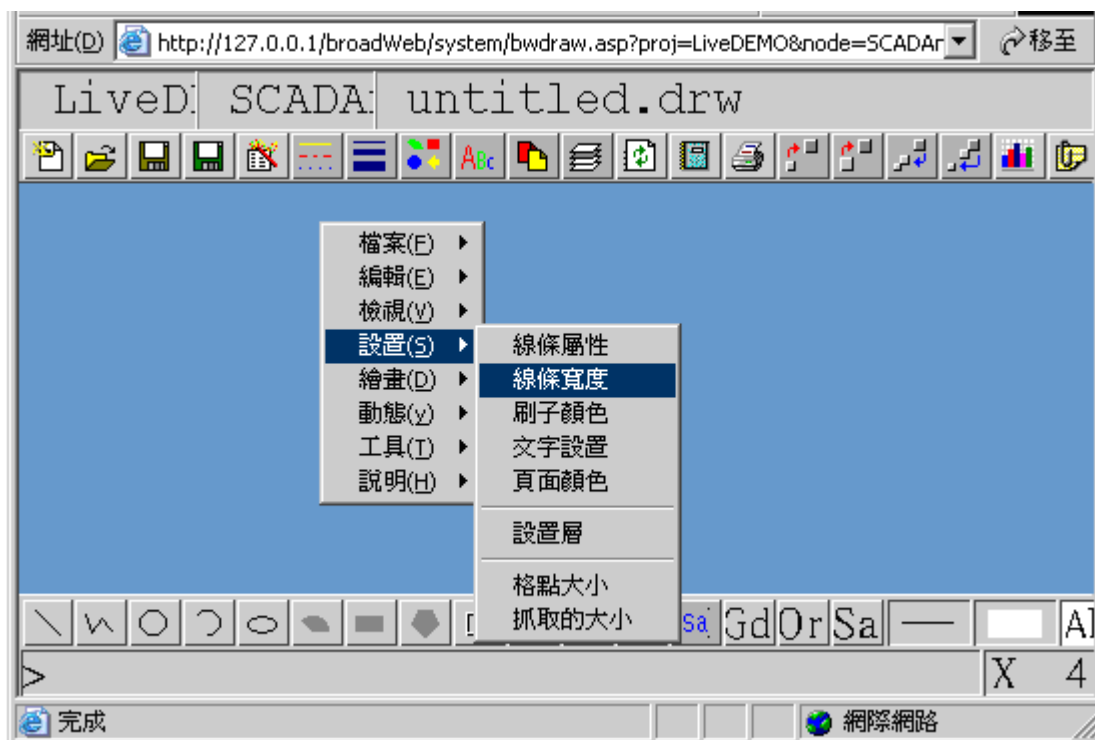 網址(D) http://127.0.0.1/broadWeb/system/bwdraw.asp?proj=LiveDEMO&node=SCADAr 移至
LiveD SCADA untitled.drw
ABc
檔案(F)
編輯(E)
檢視(V)
設置(S)
繪畫(D)
動態(y)
工具(T)
說明(H)
線條屬性
線條寬度
刷子顏色
文字設置
頁面顏色
設置層
格點大小
抓取的大小
sa Gd Or Sa Al
> X 4
完成 網際網路